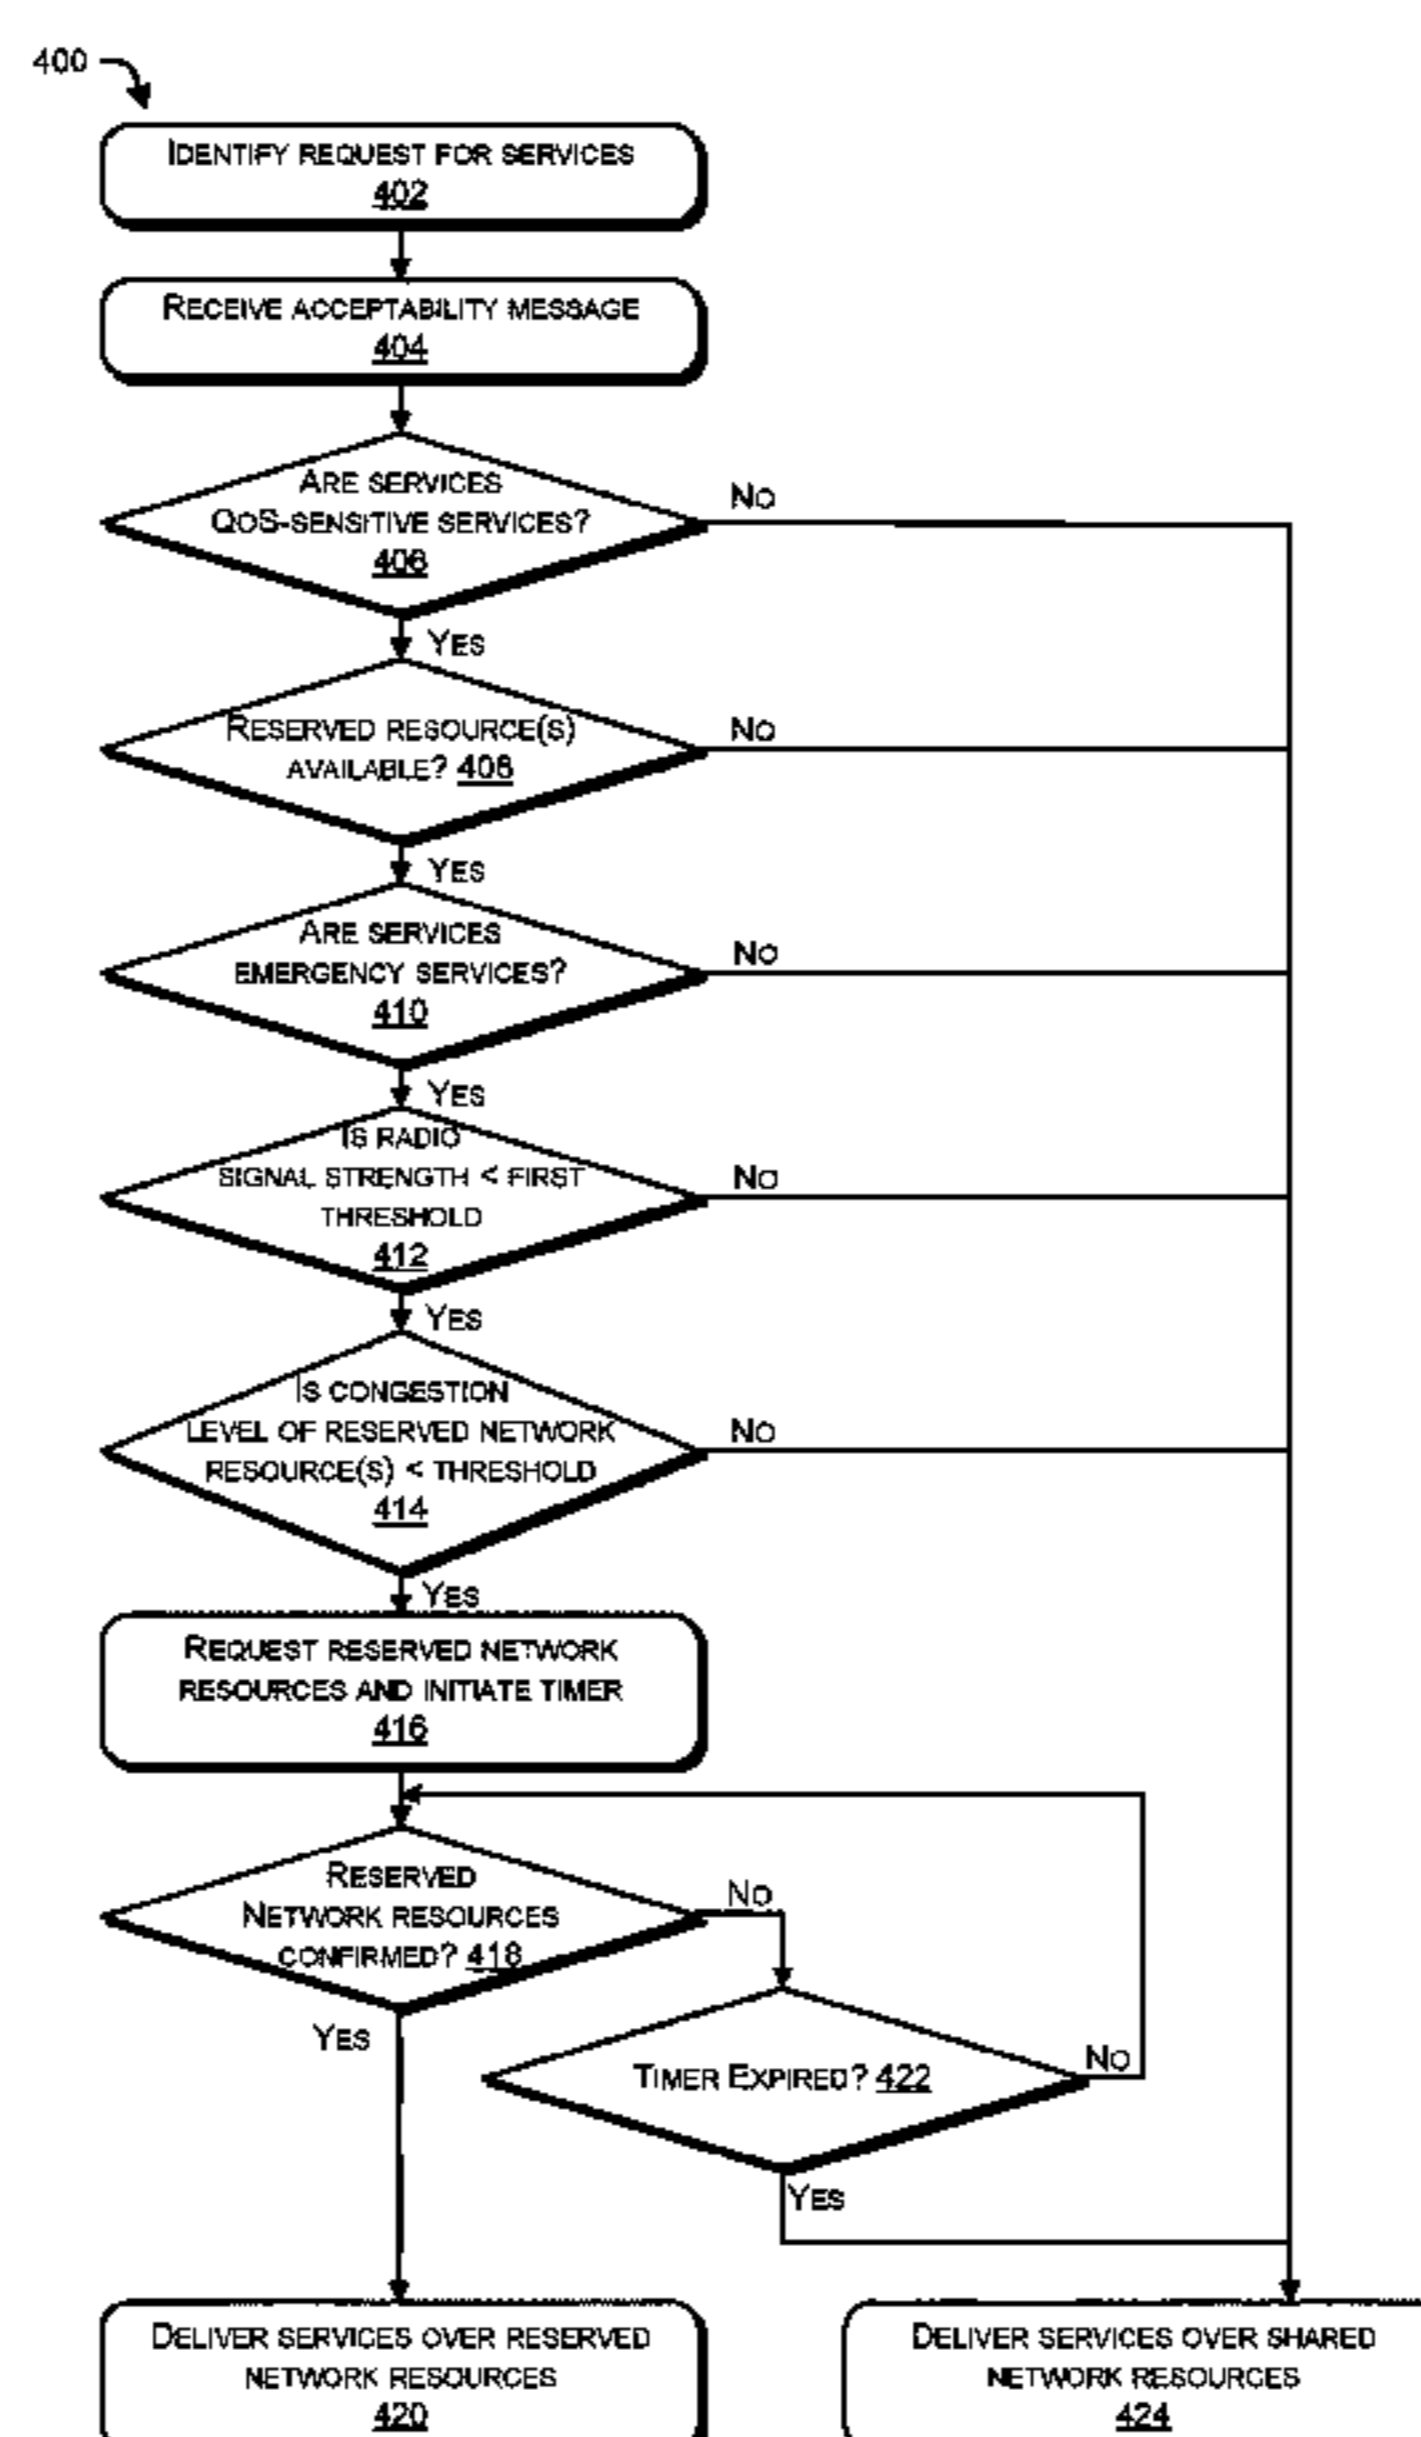 400
IDENTIFY REQUEST FOR SERVICES
402
RECEIVE ACCEPTABILITY MESSAGE
404
ARE SERVICES
QOS-SENSITIVE SERVICES?
406
NO
YES
RESERVED RESOURCE(S)
AVAILABLE? 408
NO
YES
ARE SERVICES
EMERGENCY SERVICES?
410
NO
YES
IS RADIO
SIGNAL STRENGTH < FIRST
THRESHOLD
412
NO
YES
IS CONGESTION
LEVEL OF RESERVED NETWORK
RESOURCE(S) < THRESHOLD
414
NO
YES
REQUEST RESERVED NETWORK
RESOURCES AND INITIATE TIMER
416
RESERVED
NETWORK RESOURCES
CONFIRMED? 418
NO
YES
TIMER EXPIRED? 422
NO
YES
DELIVER SERVICES OVER RESERVED
NETWORK RESOURCES
420
DELIVER SERVICES OVER SHARED
NETWORK RESOURCES
424